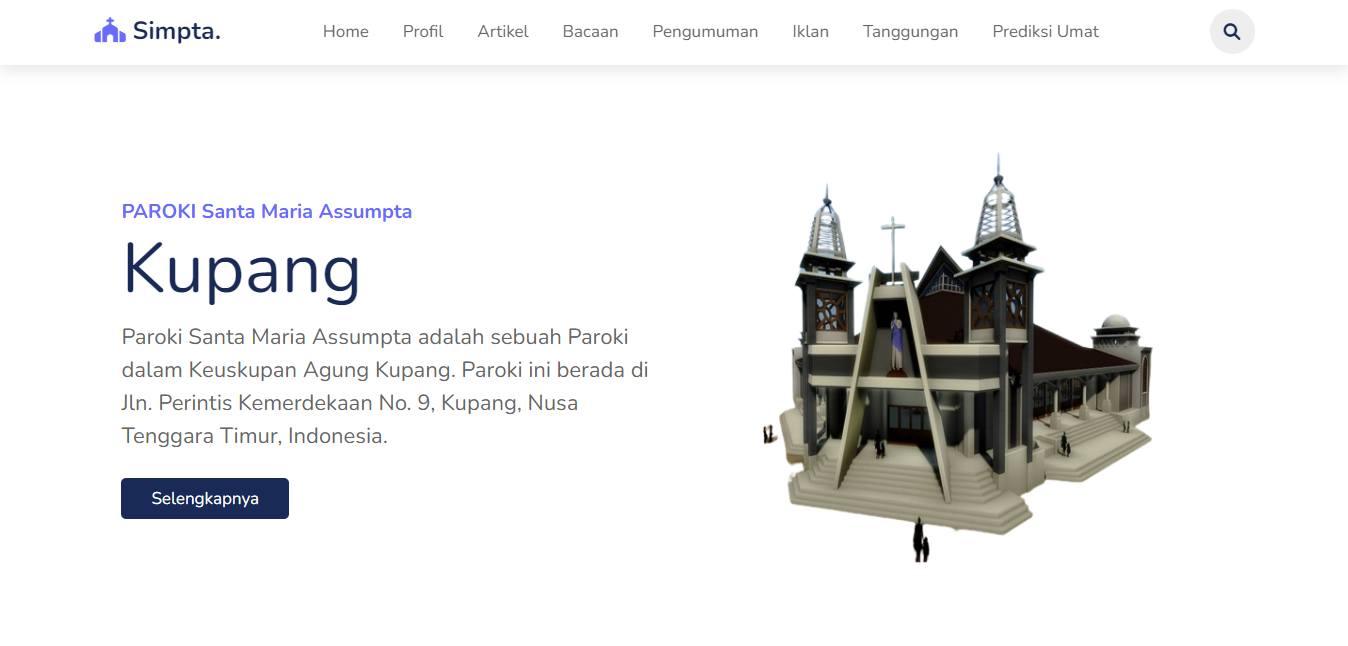 Simpta.
Home Profil Artikel Bacaan Pengumuman Iklan Tanggungan Prediksi Umat
PAROKI Santa Maria Assumpta
Kupang
Paroki Santa Maria Assumpta adalah sebuah Paroki
dalam Keuskupan Agung Kupang. Paroki ini berada di
Jln. Perintis Kemerdekaan No. 9, Kupang, Nusa
Tenggara Timur, Indonesia.
Selengkapnya